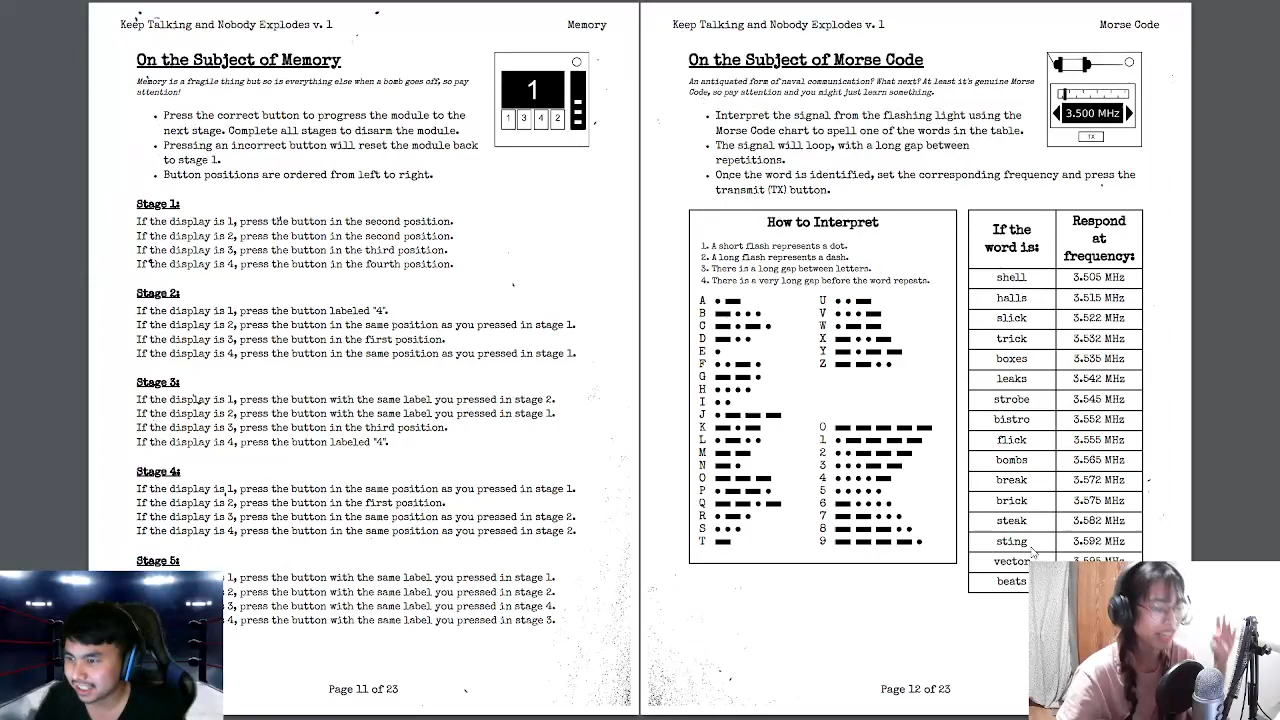 Keep Talking and Nobody Explodes v. 1
Memory
On the Subject of Memory
Memory is a fragile thing but so is everything else when a bomb goes off, so pay
attention!
• Press the correct button to progress the module to the
next stage. Complete all stages to disarm the module.
• Pressing an incorrect button will reset the module back
to stage 1.
• Button positions are ordered from left to right.
1
1 3 4 2
Stage 1:
If the display is 1, press the button in the second position.
If the display is 2, press the button in the second position.
If the display is 3, press the button in the third position.
If the display is 4, press the button in the fourth position.
Stage 2:
If the display is 1, press the button labeled "4".
If the display is 2, press the button in the same position as you pressed in stage 1.
If the display is 3, press the button in the first position.
If the display is 4, press the button in the same position as you pressed in stage 1.
Stage 3:
If the display is 1, press the button with the same label you pressed in stage 2.
If the display is 2, press the button with the same label you pressed in stage 1.
If the display is 3, press the button in the third position.
If the display is 4, press the button labeled "4".
Stage 4:
If the display is 1, press the button in the same position as you pressed in stage 1.
If the display is 2, press the button in the first position.
If the display is 3, press the button in the same position as you pressed in stage 2.
If the display is 4, press the button in the same position as you pressed in stage 2.
Stage 5:
1, press the button with the same label you pressed in stage 1.
2, press the button with the same label you pressed in stage 2.
3, press the button with the same label you pressed in stage 4.
4, press the button with the same label you pressed in stage 3.
Page 11 of 23
Keep Talking and Nobody Explodes v. 1
Morse Code
On the Subject of Morse Code
An antiquated form of naval communication? What next? At least it's genuine Morse
Code, so pay attention and you might just learn something.
• Interpret the signal from the flashing light using the
Morse Code chart to spell one of the words in the table.
• The signal will loop, with a long gap between
repetitions.
• Once the word is identified, set the corresponding frequency and press the
transmit (TX) button.
3.500 MHz
TX
How to Interpret
1. A short flash represents a dot.
2. A long flash represents a dash.
3. There is a long gap between letters.
4. There is a very long gap before the word repeats.
A U
B V
C W
D X
E Y
F Z
G
H
I
J
K 0
L 1
M 2
N 3
O 4
P 5
Q 6
R 7
S 8
T 9
If the word is: Respond at frequency:
shell 3.505 MHz
halls 3.515 MHz
slick 3.522 MHz
trick 3.532 MHz
boxes 3.535 MHz
leaks 3.542 MHz
strobe 3.545 MHz
bistro 3.552 MHz
flick 3.555 MHz
bombs 3.565 MHz
break 3.572 MHz
brick 3.575 MHz
steak 3.582 MHz
sting 3.592 MHz
vector 3.595 MHz
beats
Page 12 of 23